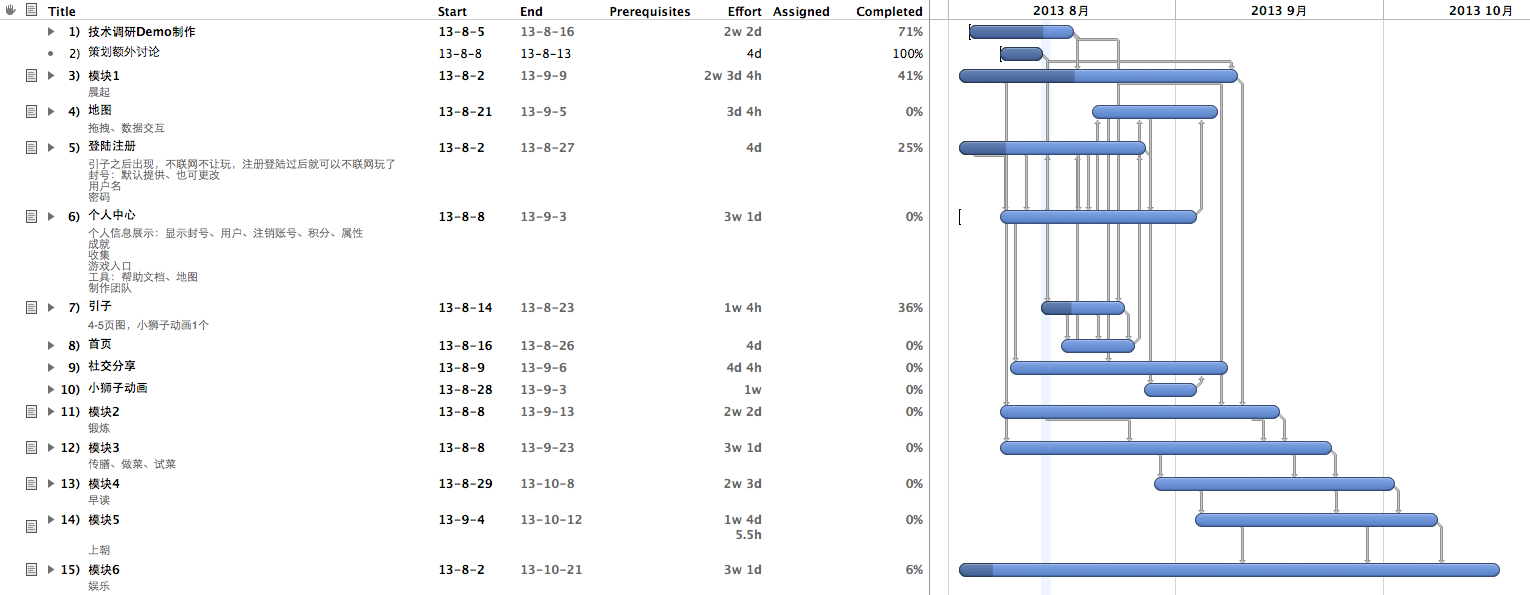 Title Start End Prerequisites Effort Assigned Completed 2013 8月 2013 9月 2013 10月
1) 技术调研Demo制作 13-8-5 13-8-16 2w 2d 71%
2) 策划额外讨论 13-8-8 13-8-13 4d 100%
3) 模块1 13-8-2 13-9-9 2w 3d 4h 41%
晨起
4) 地图 13-8-21 13-9-5 3d 4h 0%
拖拽、数据交互
5) 登陆注册 13-8-2 13-8-27 4d 25%
引子之后出现，不联网不让玩，注册登陆过后就可以不联网玩了
封号：默认提供、也可更改
用户名
密码
6) 个人中心 13-8-8 13-9-3 3w 1d 0%
个人信息展示：显示封号、用户、注销账号、积分、属性
成就
收集
游戏入口
工具：帮助文档、地图
制作团队
7) 引子 13-8-14 13-8-23 1w 4h 36%
4-5页图，小狮子动画1个
8) 首页 13-8-16 13-8-26 4d 0%
9) 社交分享 13-8-9 13-9-6 4d 4h 0%
10) 小狮子动画 13-8-28 13-9-3 1w 0%
11) 模块2 13-8-8 13-9-13 2w 2d 0%
锻炼
12) 模块3 13-8-8 13-9-23 3w 1d 0%
传膳、做菜、试菜
13) 模块4 13-8-29 13-10-8 2w 3d 0%
早读
14) 模块5 13-9-4 13-10-12 1w 4d 0%
5.5h
上朝
15) 模块6 13-8-2 13-10-21 3w 1d 6%
娱乐